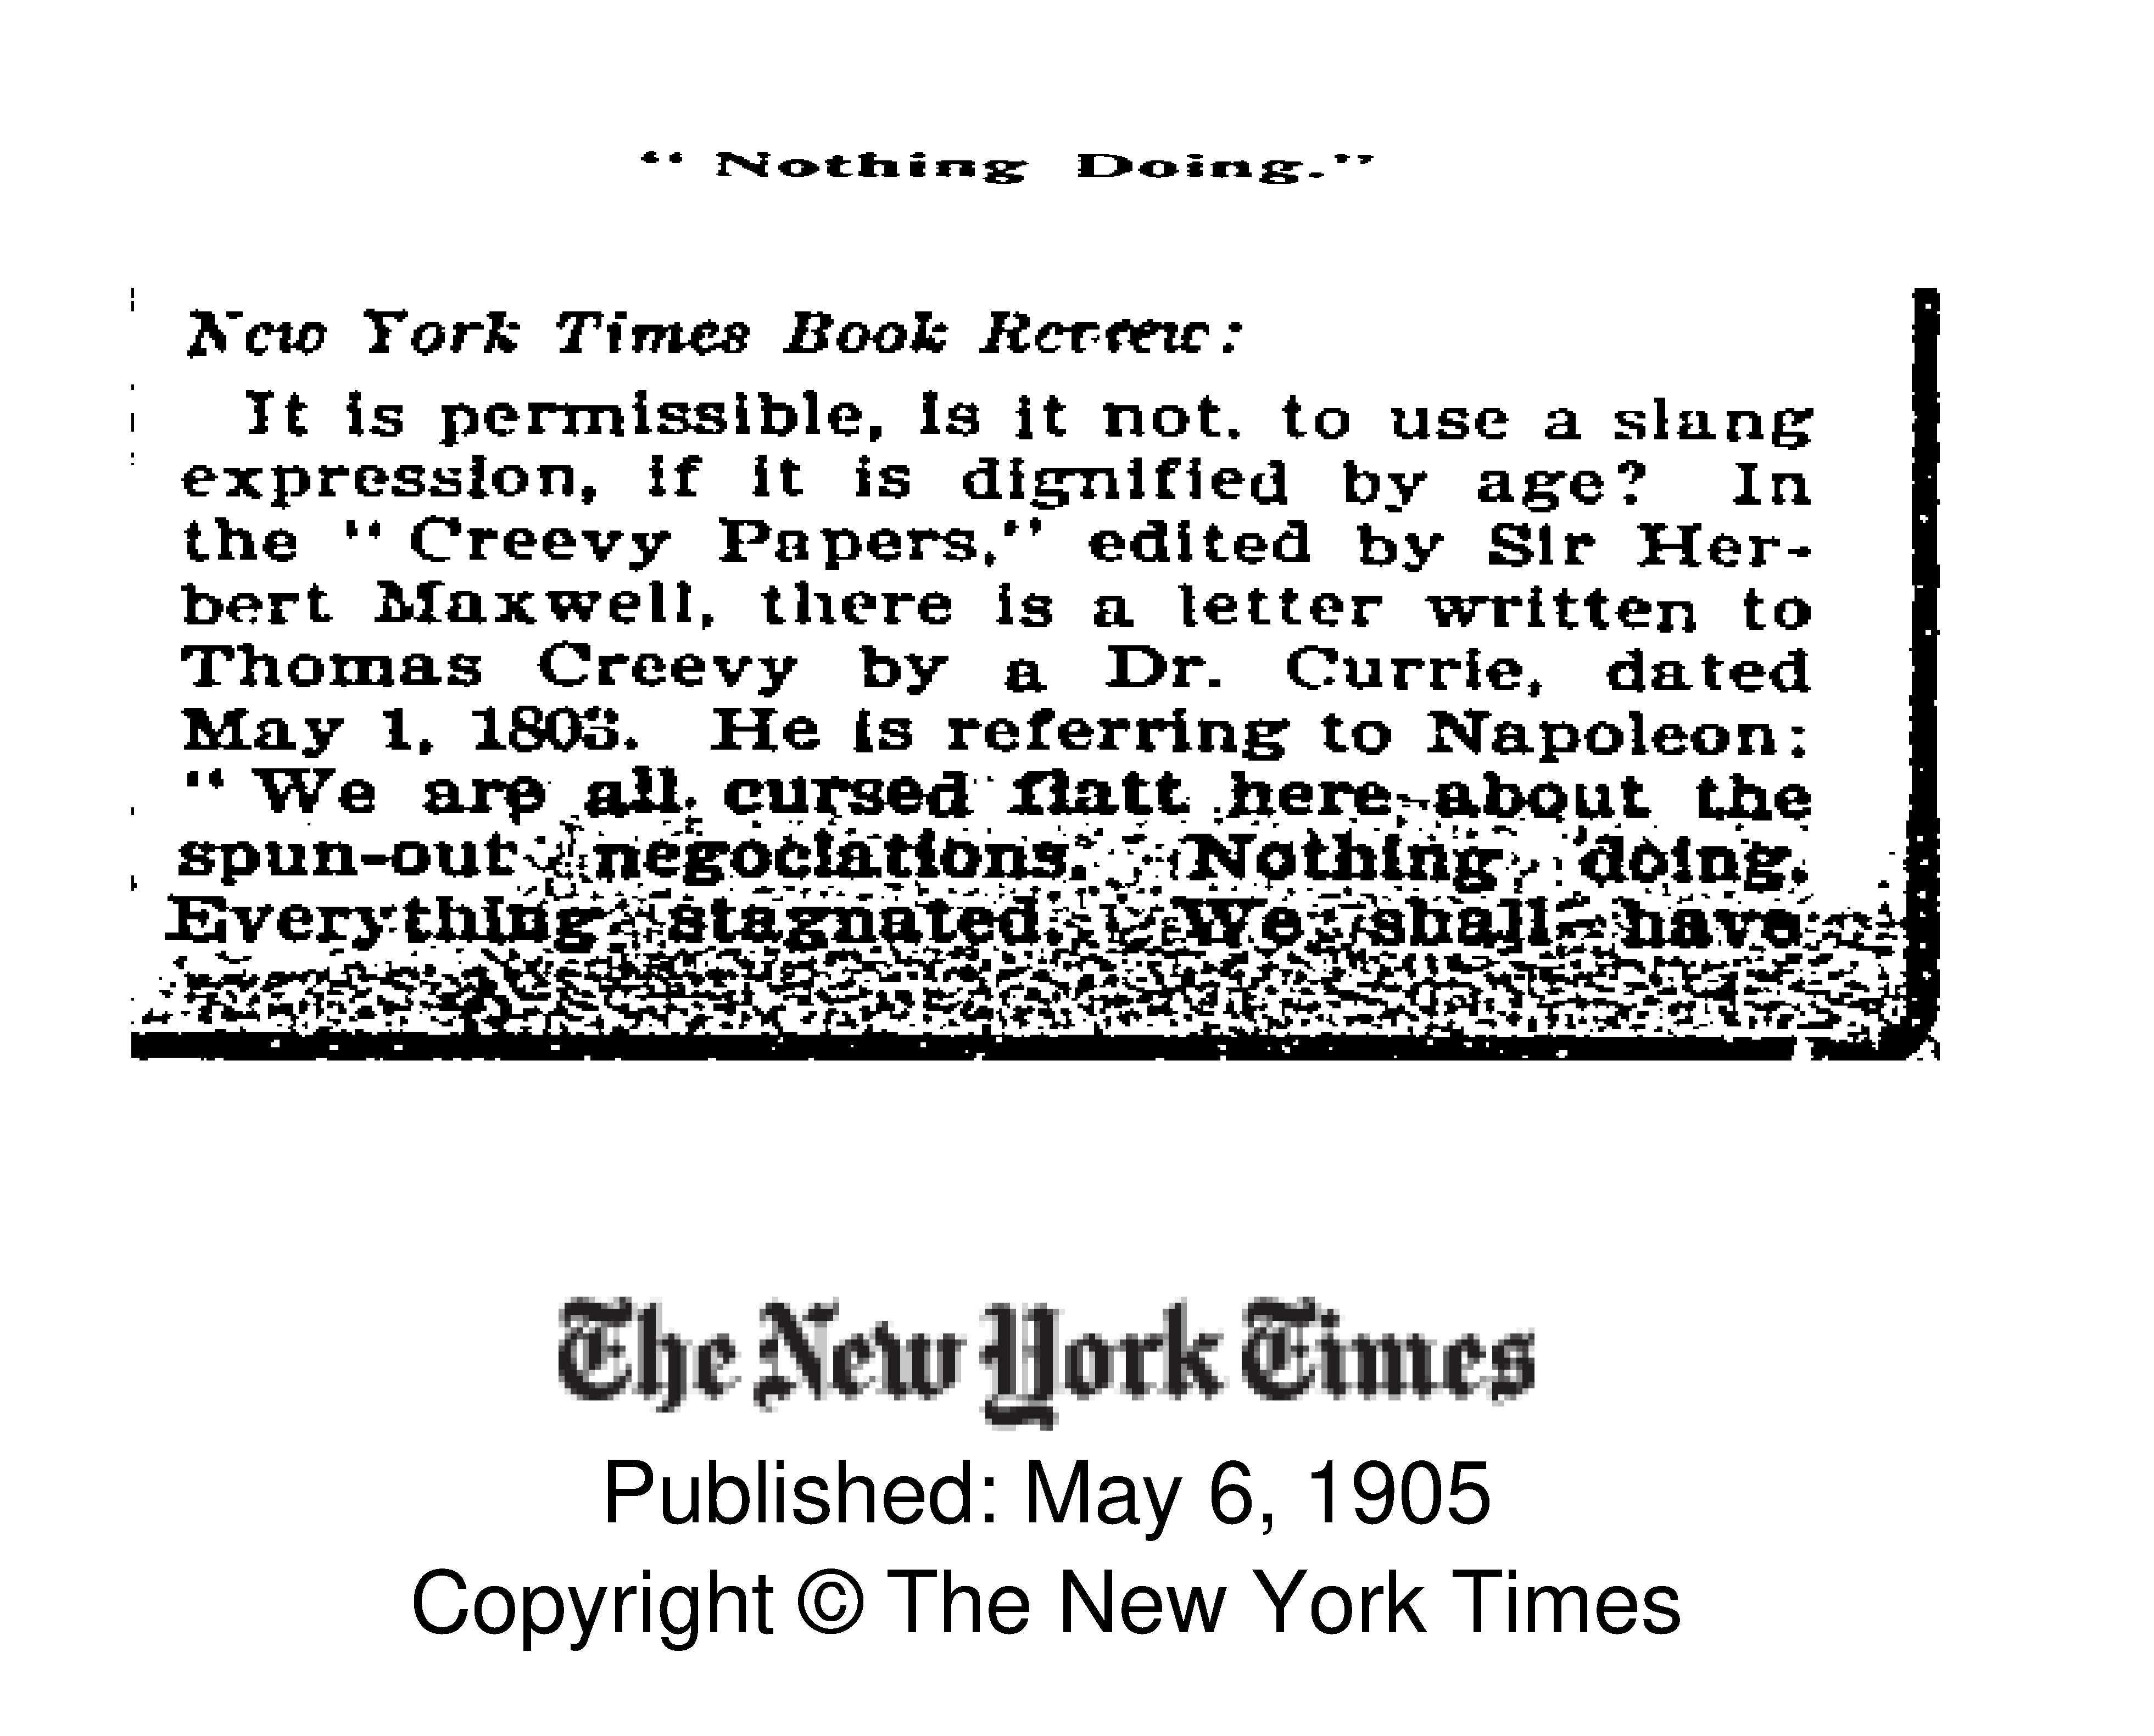 “ Nothing Doing.”
New York Times Book Review:
It is permissible, is it not, to use a slang
expression, if it is dignified by age? In
the “ Creevy Papers,” edited by Sir Her-
bert Maxwell, there is a letter written to
Thomas Creevy by a Dr. Currie, dated
May 1, 1803. He is referring to Napoleon:
“ We are all cursed flatt here about the
spun-out negociations. Nothing doing.
Everything stagnated. We shall have
The New York Times
Published: May 6, 1905
Copyright © The New York Times